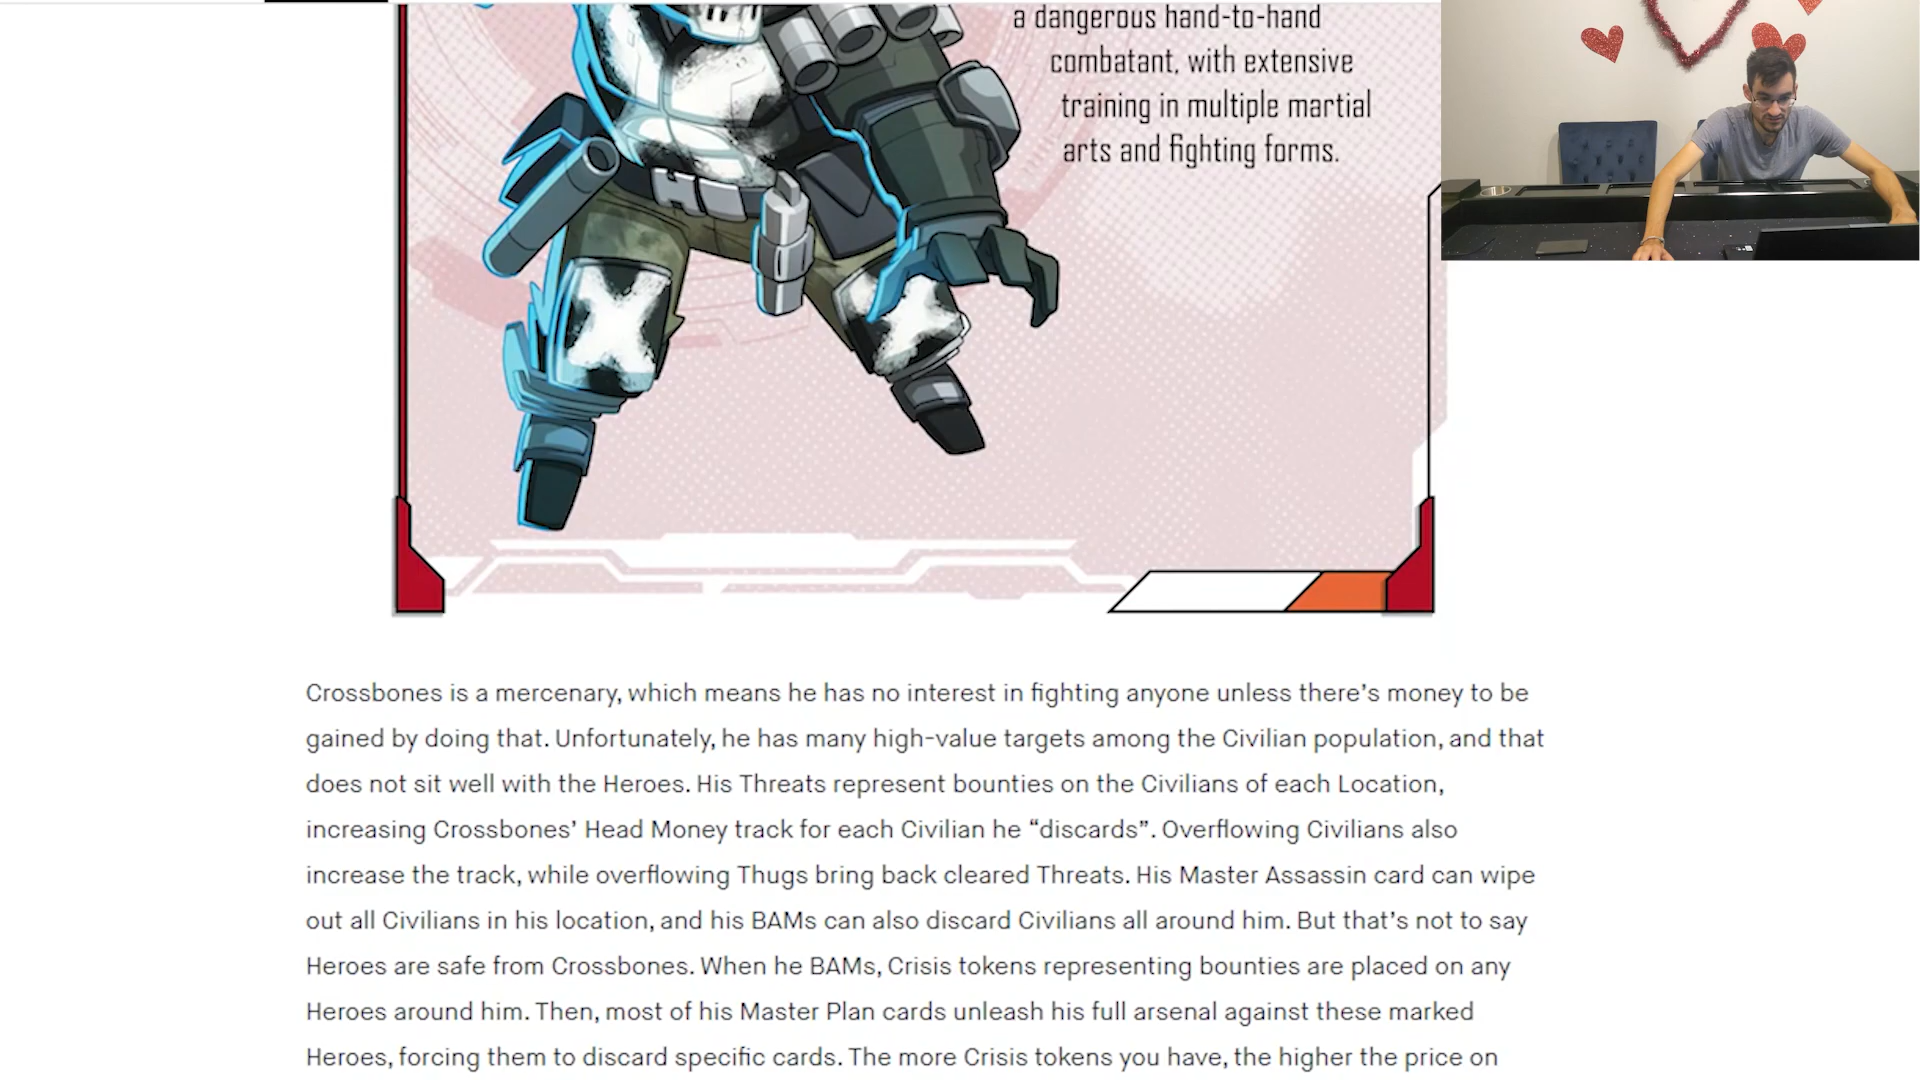 a dangerous hand-to-hand
combatant, with extensive
training in multiple martial
arts and fighting forms.
Crossbones is a mercenary, which means he has no interest in fighting anyone unless there’s money to be
gained by doing that. Unfortunately, he has many high-value targets among the Civilian population, and that
does not sit well with the Heroes. His Threats represent bounties on the Civilians of each Location,
increasing Crossbones’ Head Money track for each Civilian he “discards”. Overflowing Civilians also
increase the track, while overflowing Thugs bring back cleared Threats. His Master Assassin card can wipe
out all Civilians in his location, and his BAMs can also discard Civilians all around him. But that’s not to say
Heroes are safe from Crossbones. When he BAMs, Crisis tokens representing bounties are placed on any
Heroes around him. Then, most of his Master Plan cards unleash his full arsenal against these marked
Heroes, forcing them to discard specific cards. The more Crisis tokens you have, the higher the price on